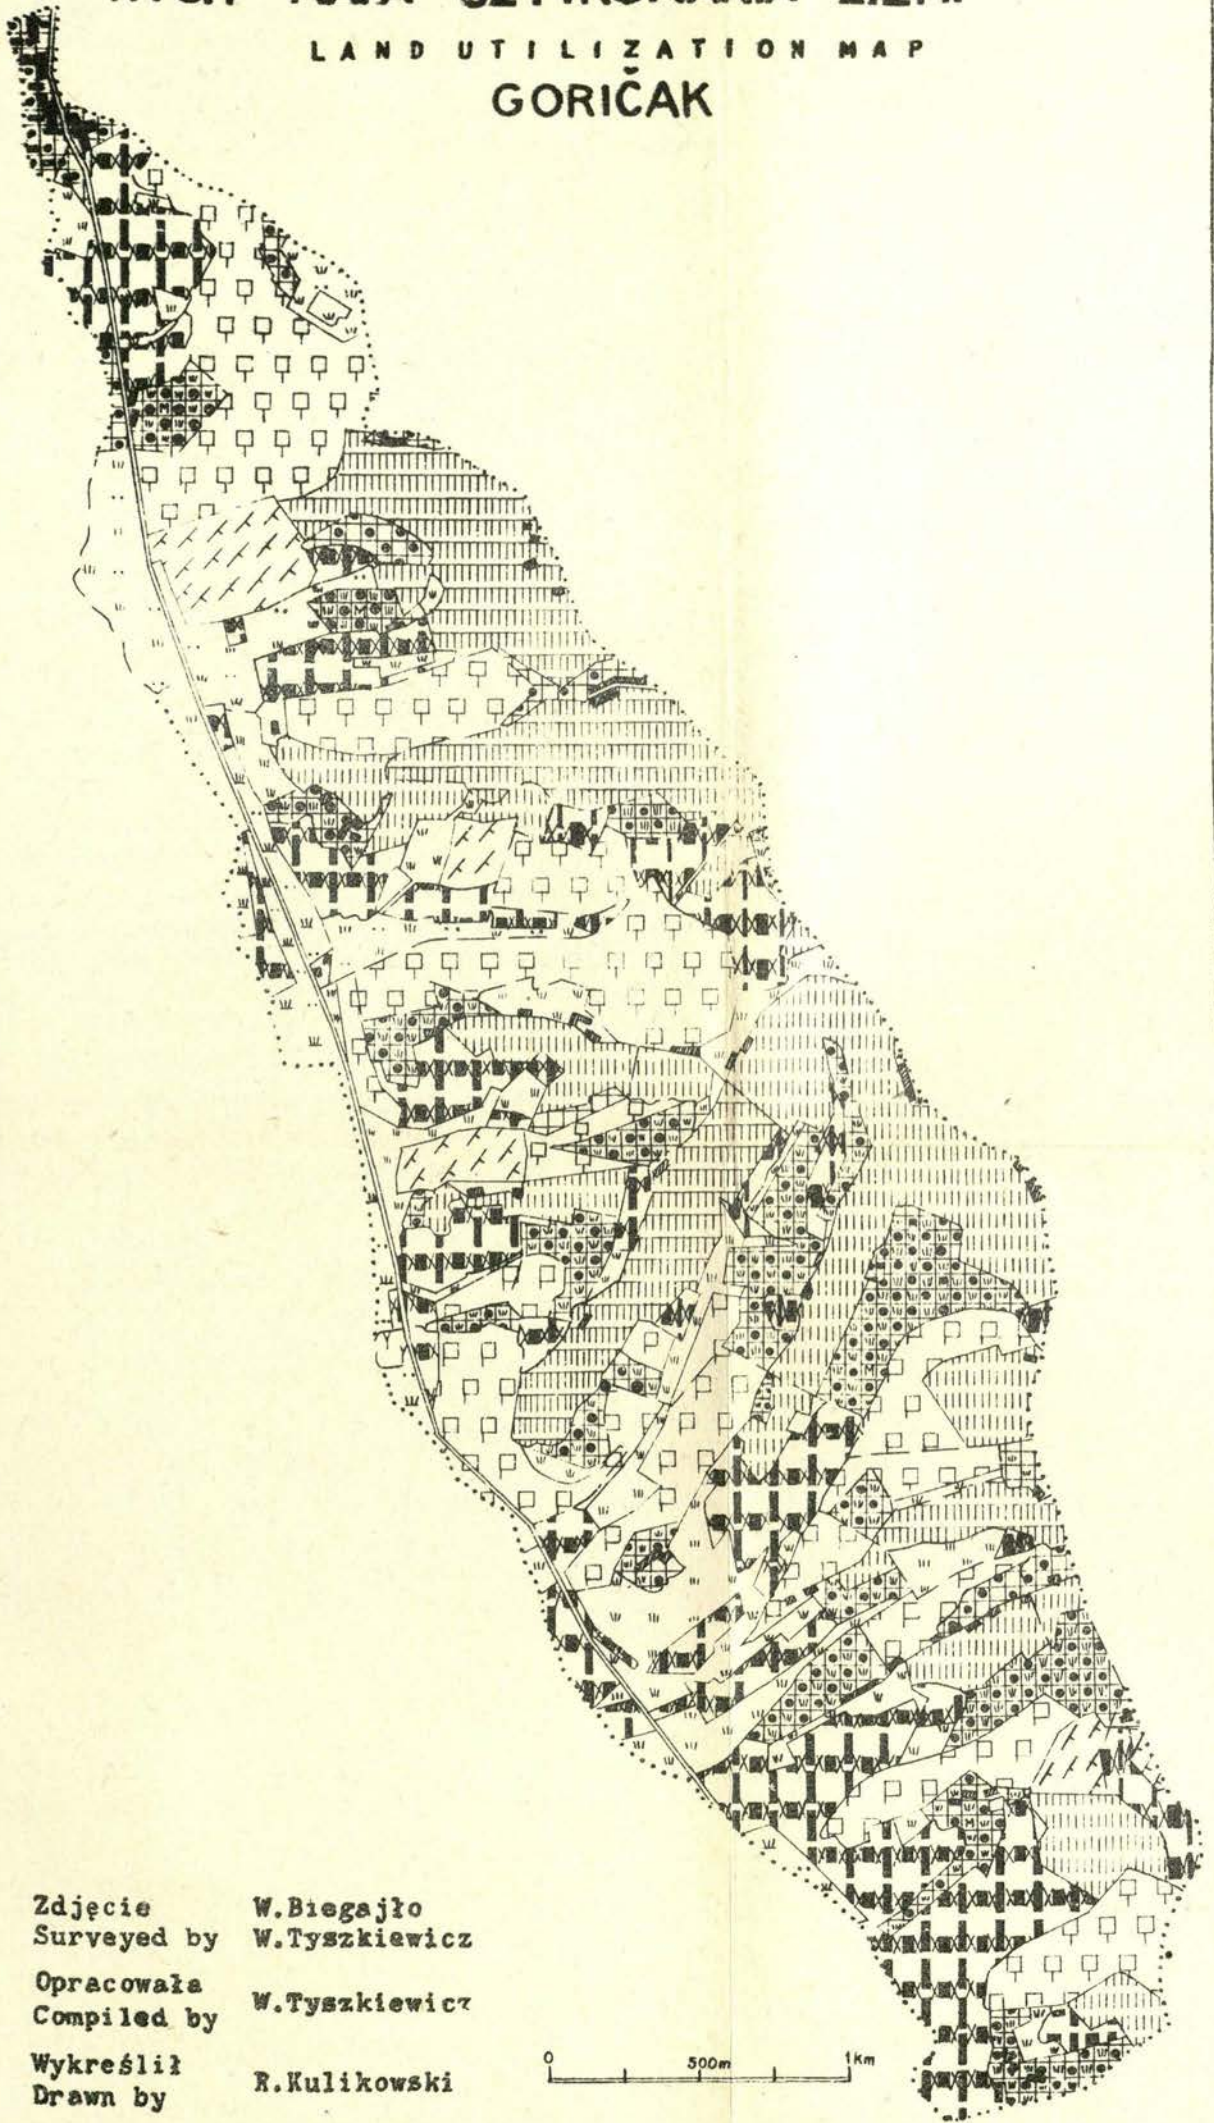 LAND UTILIZATION MAP
GORIČAK
Zdjęcie W.Biegajło
Surveyed by W.Tyszkiewicz
Opracowała
Compiled by W.Tyszkiewicz
Wykreślił
Drawn by R.Kulikowski
0 500m 1km